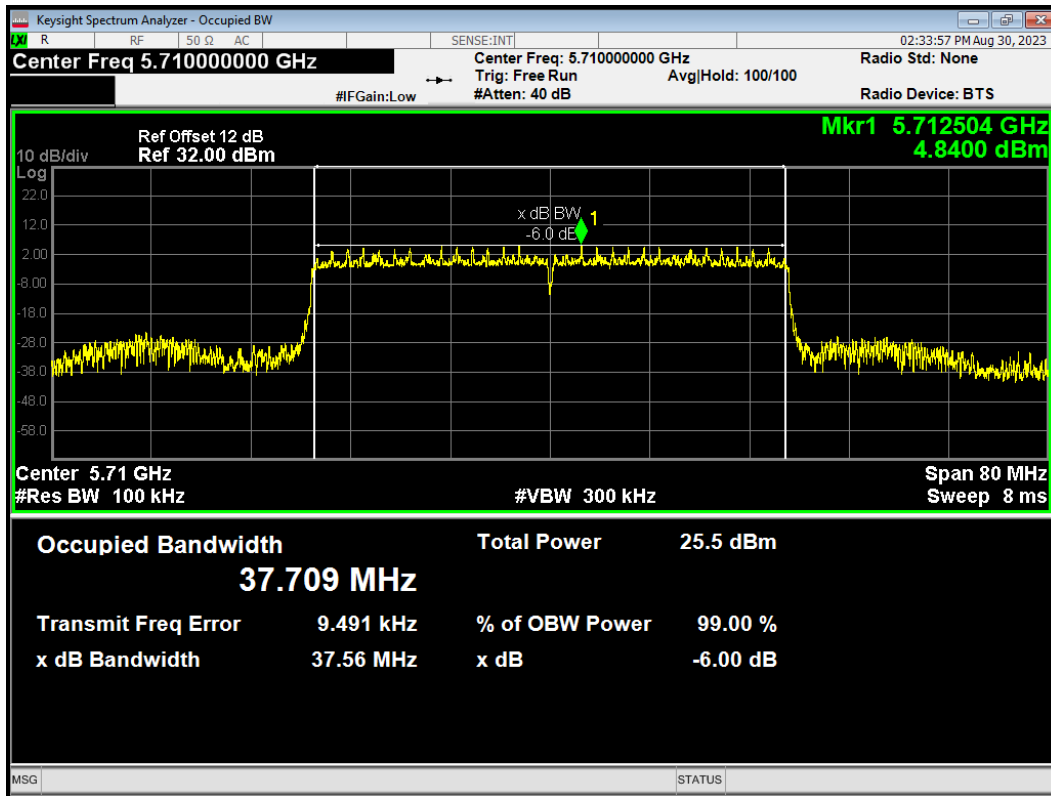 Keysight Spectrum Analyzer - Occupied BW
LXI R RF 50 Ω AC SENSE:INT 02:33:57 PM Aug 30, 2023
Center Freq 5.710000000 GHz
Center Freq: 5.710000000 GHz
Radio Std: None
Trig: Free Run Avg|Hold: 100/100
#IFGain:Low #Atten: 40 dB Radio Device: BTS
Mkr1 5.712504 GHz
4.8400 dBm
Ref Offset 12 dB
10 dB/div Ref 32.00 dBm
Log
22.0
12.0
2.00
-8.00
-18.0
-28.0
-38.0
-48.0
-58.0
x dB BW 1
-6.0 dB
Center 5.71 GHz Span 80 MHz
#Res BW 100 kHz #VBW 300 kHz Sweep 8 ms
Occupied Bandwidth Total Power 25.5 dBm
37.709 MHz
Transmit Freq Error 9.491 kHz % of OBW Power 99.00 %
x dB Bandwidth 37.56 MHz x dB -6.00 dB
MSG STATUS